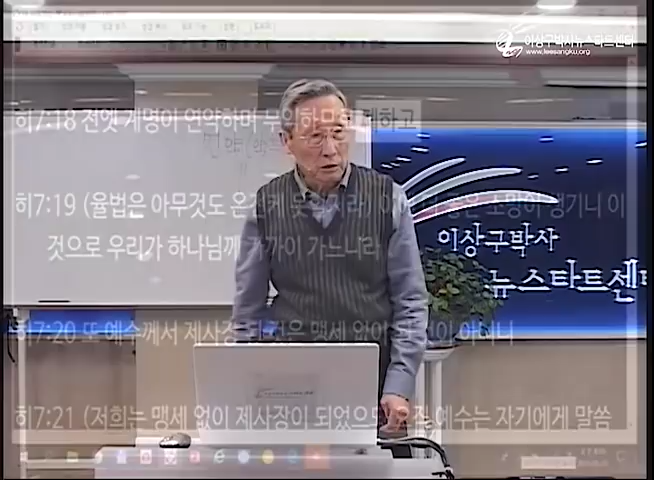 이상구박사뉴스타트센터
www.leesangku.org
히7:18 전엣 계명이 연약하며 무익하므로 폐하고
히7:19 (율법은 아무것도 온전케 못할지라) 이에 더 좋은 소망이 생기니 이
것으로 우리가 하나님께 가까이 가느니라
이상구박사
뉴스타트센터
히7:20 또 예수께서 제사장 된 것은 맹세 없이 된 것이 아니니
히7:21 (저희는 맹세 없이 제사장이 되었으되 오직 예수는 자기에게 말씀